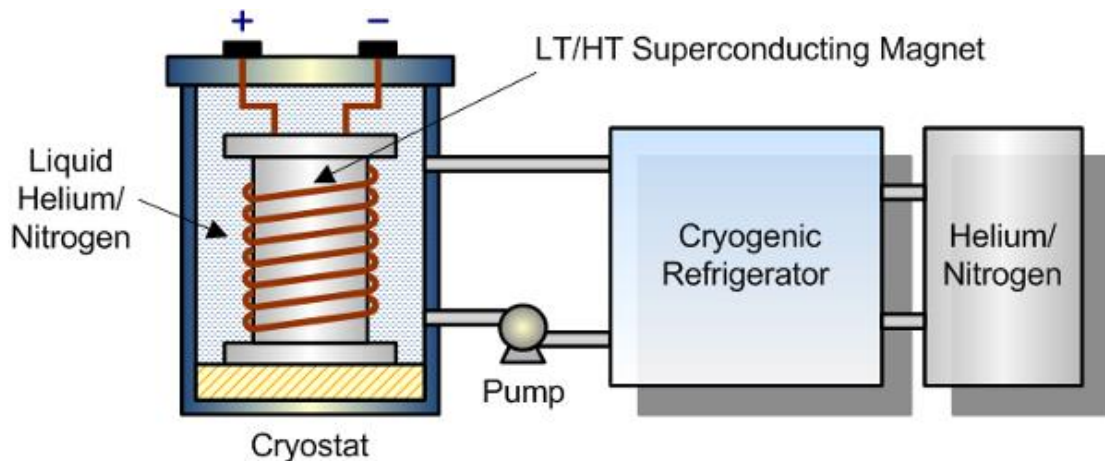 + −
LT/HT Superconducting Magnet
Liquid
Helium/
Nitrogen
Cryogenic
Refrigerator
Helium/
Nitrogen
Pump
Cryostat